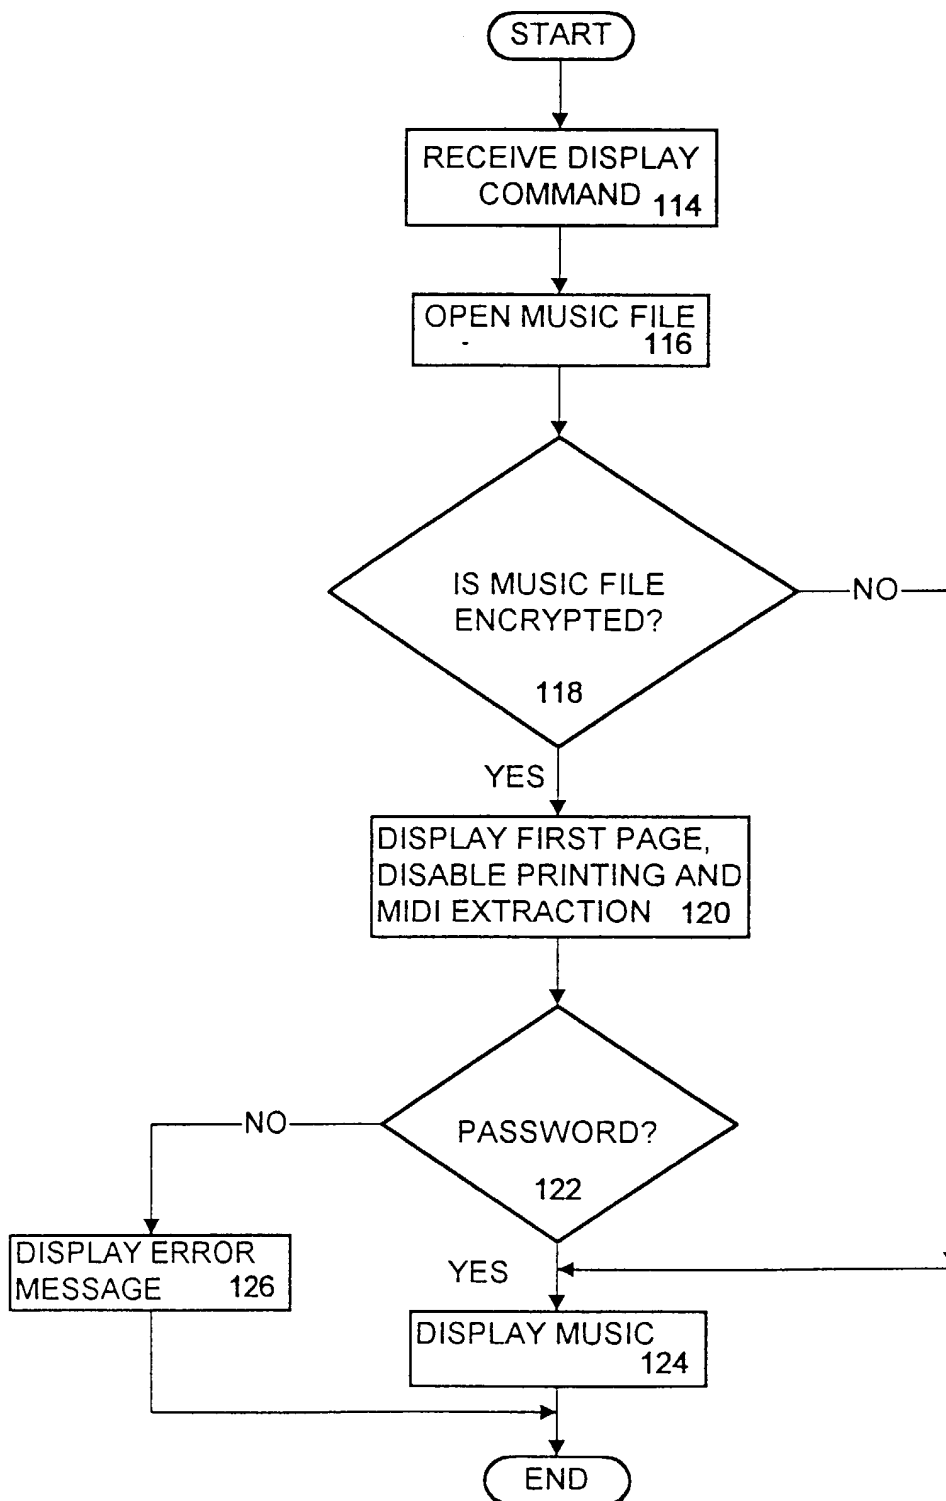 START
RECEIVE DISPLAY
COMMAND 114
OPEN MUSIC FILE
116
IS MUSIC FILE
ENCRYPTED?
118
NO
YES
DISPLAY FIRST PAGE,
DISABLE PRINTING AND
MIDI EXTRACTION 120
NO
PASSWORD?
122
DISPLAY ERROR
MESSAGE 126
YES
DISPLAY MUSIC
124
END